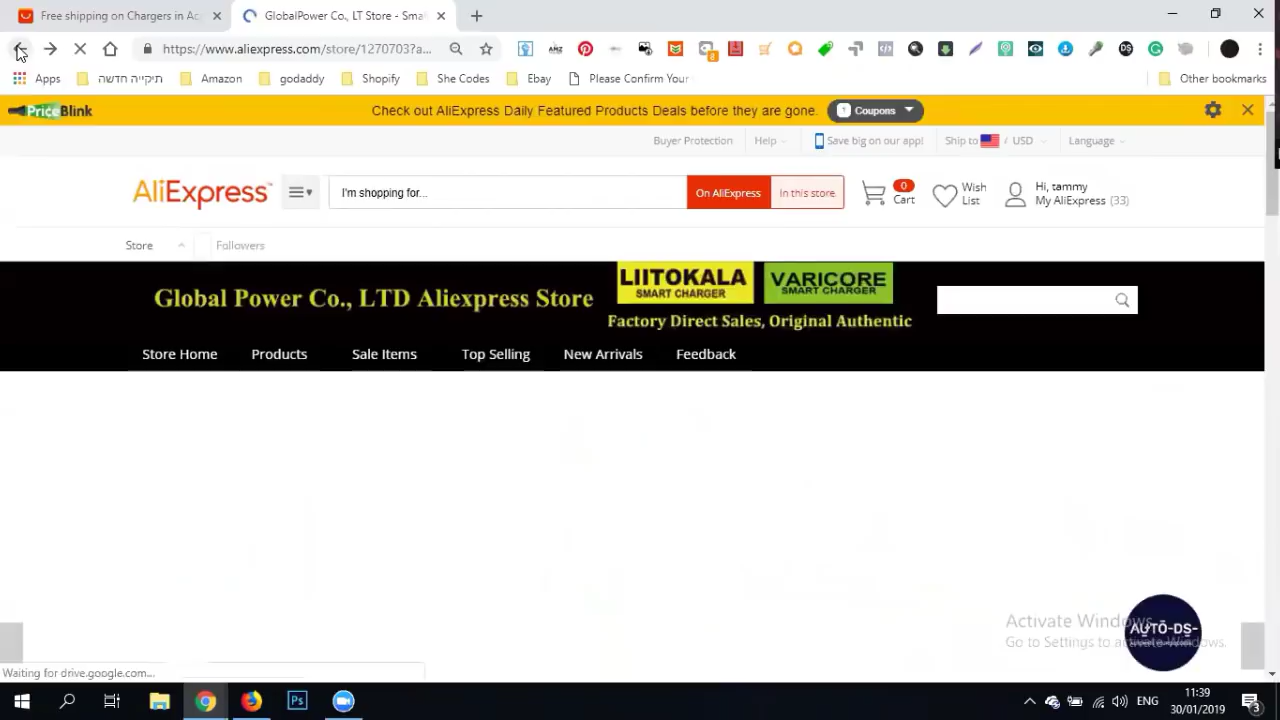 Free shipping on Chargers in Acc
GlobalPower Co., LT Store - Smal
https://www.aliexpress.com/store/1270703?a...
Apps
תיקייה חדשה
Amazon
godaddy
Shopify
She Codes
Ebay
Please Confirm Your
Other bookmarks
PriceBlink
Check out AliExpress Daily Featured Products Deals before they are gone.
Coupons
Buyer Protection
Help
Save big on our app!
Ship to / USD
Language
AliExpress
I'm shopping for...
On AliExpress
In this store
0
Cart
Wish
List
Hi, tammy
My AliExpress (33)
Store
Followers
Global Power Co., LTD Aliexpress Store
LIITOKALA
SMART CHARGER
VARICORE
SMART CHARGER
Factory Direct Sales, Original Authentic
Store Home
Products
Sale Items
Top Selling
New Arrivals
Feedback
Activate Windows
Go to Settings to activate Windows.
AUTO-DS-
Waiting for drive.google.com...
ENG
11:39
30/01/2019
3